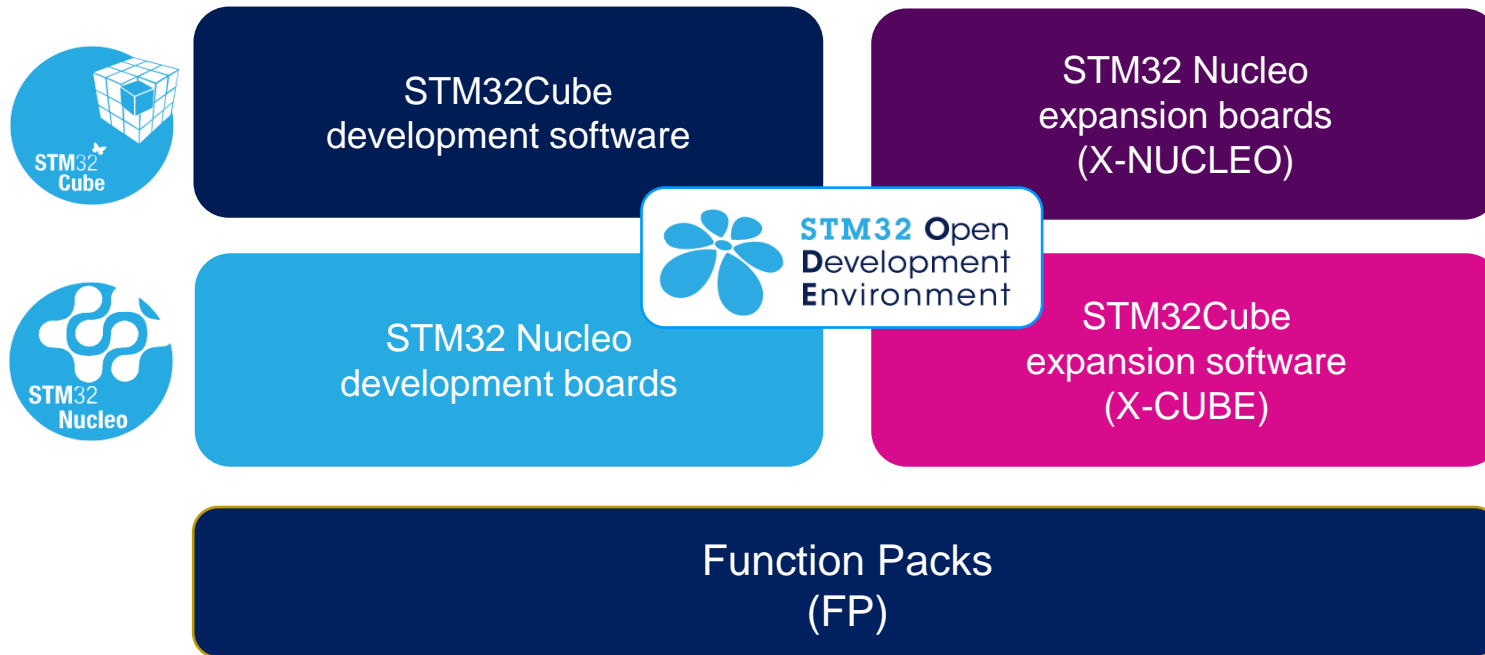 STM32
Cube
STM32Cube
development software
STM32 Nucleo
expansion boards
(X-NUCLEO)
STM32 Open
Development
Environment
STM32
Nucleo
STM32 Nucleo
development boards
STM32Cube
expansion software
(X-CUBE)
Function Packs
(FP)